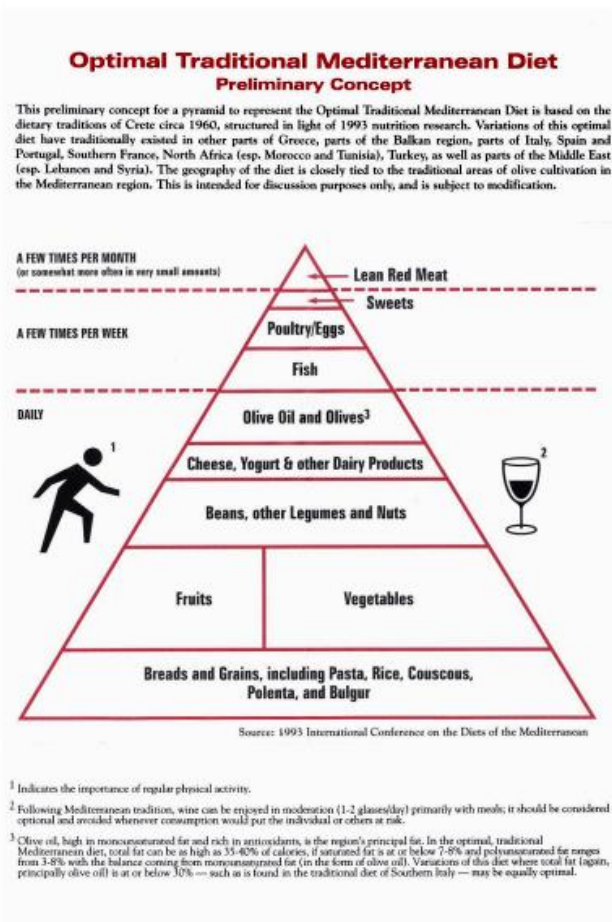 Optimal Traditional Mediterranean Diet
Preliminary Concept
This preliminary concept for a pyramid to represent the Optimal Traditional Mediterranean Diet is based on the
dietary traditions of Crete circa 1960, structured in light of 1993 nutrition research. Variations of this optimal
diet have traditionally existed in other parts of Greece, parts of the Balkan region, parts of Italy, Spain and
Portugal, Southern France, North Africa (esp. Morocco and Tunisia), Turkey, as well as parts of the Middle East
(esp. Lebanon and Syria). The geography of the diet is closely tied to the traditional areas of olive cultivation in
the Mediterranean region. This is intended for discussion purposes only, and is subject to modification.
A FEW TIMES PER MONTH
(or somewhat more often in very small amounts)
Lean Red Meat
Sweets
A FEW TIMES PER WEEK
Poultry/Eggs
Fish
DAILY
Olive Oil and Olives³
1
2
Cheese, Yogurt & other Dairy Products
Beans, other Legumes and Nuts
Fruits
Vegetables
Breads and Grains, including Pasta, Rice, Couscous,
Polenta, and Bulgur
Source: 1993 International Conference on the Diets of the Mediterranean
1 Indicates the importance of regular physical activity.
2 Following Mediterranean tradition, wine can be enjoyed in moderation (1-2 glasses/day) primarily with meals; it should be considered
optional and avoided whenever consumption would put the individual or others at risk.
3 Olive oil, high in monounsaturated fat and rich in antioxidants, is the region's principal fat. In the optimal, traditional
Mediterranean diet, total fat can be as high as 35-40% of calories, if saturated fat is at or below 7-8% and polyunsaturated fat ranges
from 3-8% with the balance coming from monounsaturated fat (in the form of olive oil). Variations of this diet where total fat (again,
principally olive oil) is at or below 30% — such as is found in the traditional diet of Southern Italy — may be equally optimal.